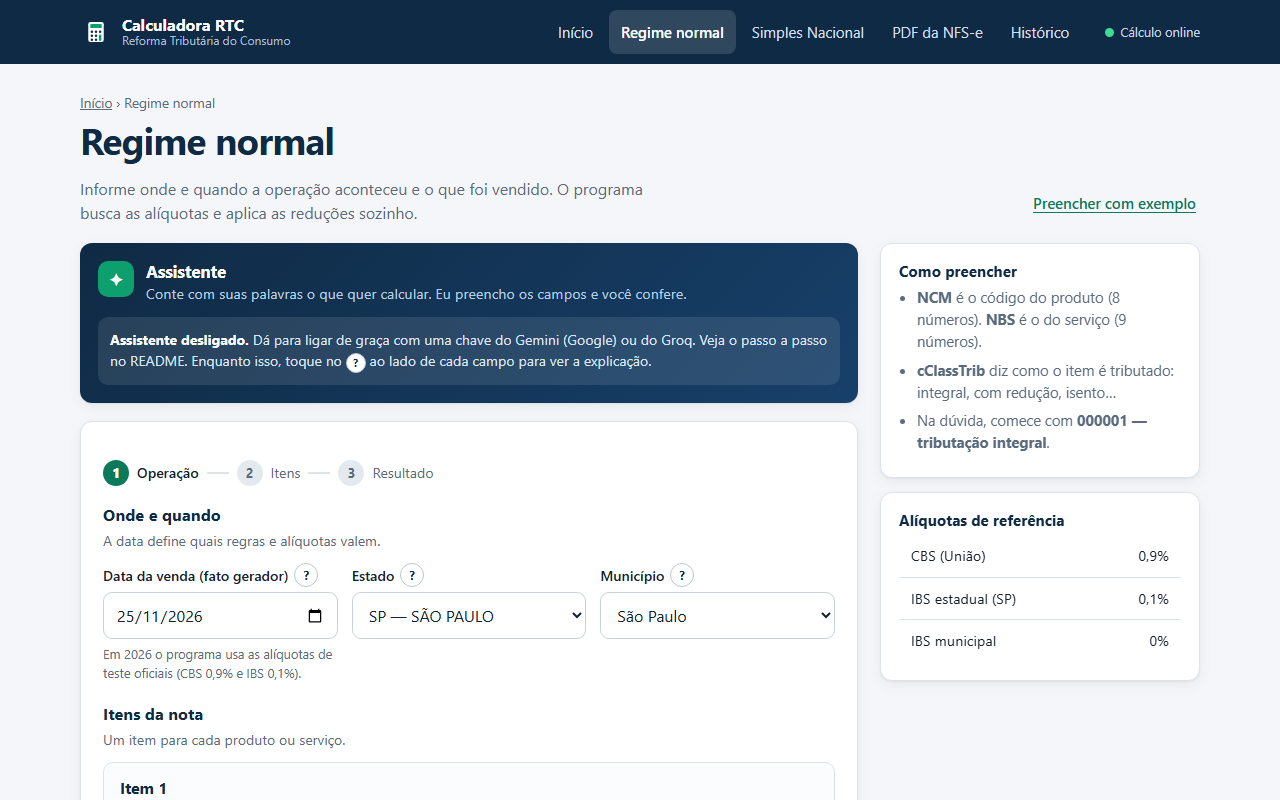 Calculadora RTC
Reforma Tributária do Consumo
Início
Regime normal
Simples Nacional
PDF da NFS-e
Histórico
Cálculo online
Início › Regime normal
Regime normal
Informe onde e quando a operação aconteceu e o que foi vendido. O programa
busca as alíquotas e aplica as reduções sozinho.
Preencher com exemplo
Assistente
Conte com suas palavras o que quer calcular. Eu preencho os campos e você confere.
Assistente desligado. Dá para ligar de graça com uma chave do Gemini (Google) ou do Groq. Veja o passo a passo
no README. Enquanto isso, toque no ? ao lado de cada campo para ver a explicação.
1 Operação
2 Itens
3 Resultado
Onde e quando
A data define quais regras e alíquotas valem.
Data da venda (fato gerador) ?
Estado ?
Município ?
25/11/2026
SP — SÃO PAULO
São Paulo
Em 2026 o programa usa as alíquotas de
teste oficiais (CBS 0,9% e IBS 0,1%).
Itens da nota
Um item para cada produto ou serviço.
Item 1
Como preencher
• NCM é o código do produto (8
números). NBS é o do serviço (9
números).
• cClassTrib diz como o item é tributado:
integral, com redução, isento...
• Na dúvida, comece com 000001 —
tributação integral.
Alíquotas de referência
CBS (União) 0,9%
IBS estadual (SP) 0,1%
IBS municipal 0%